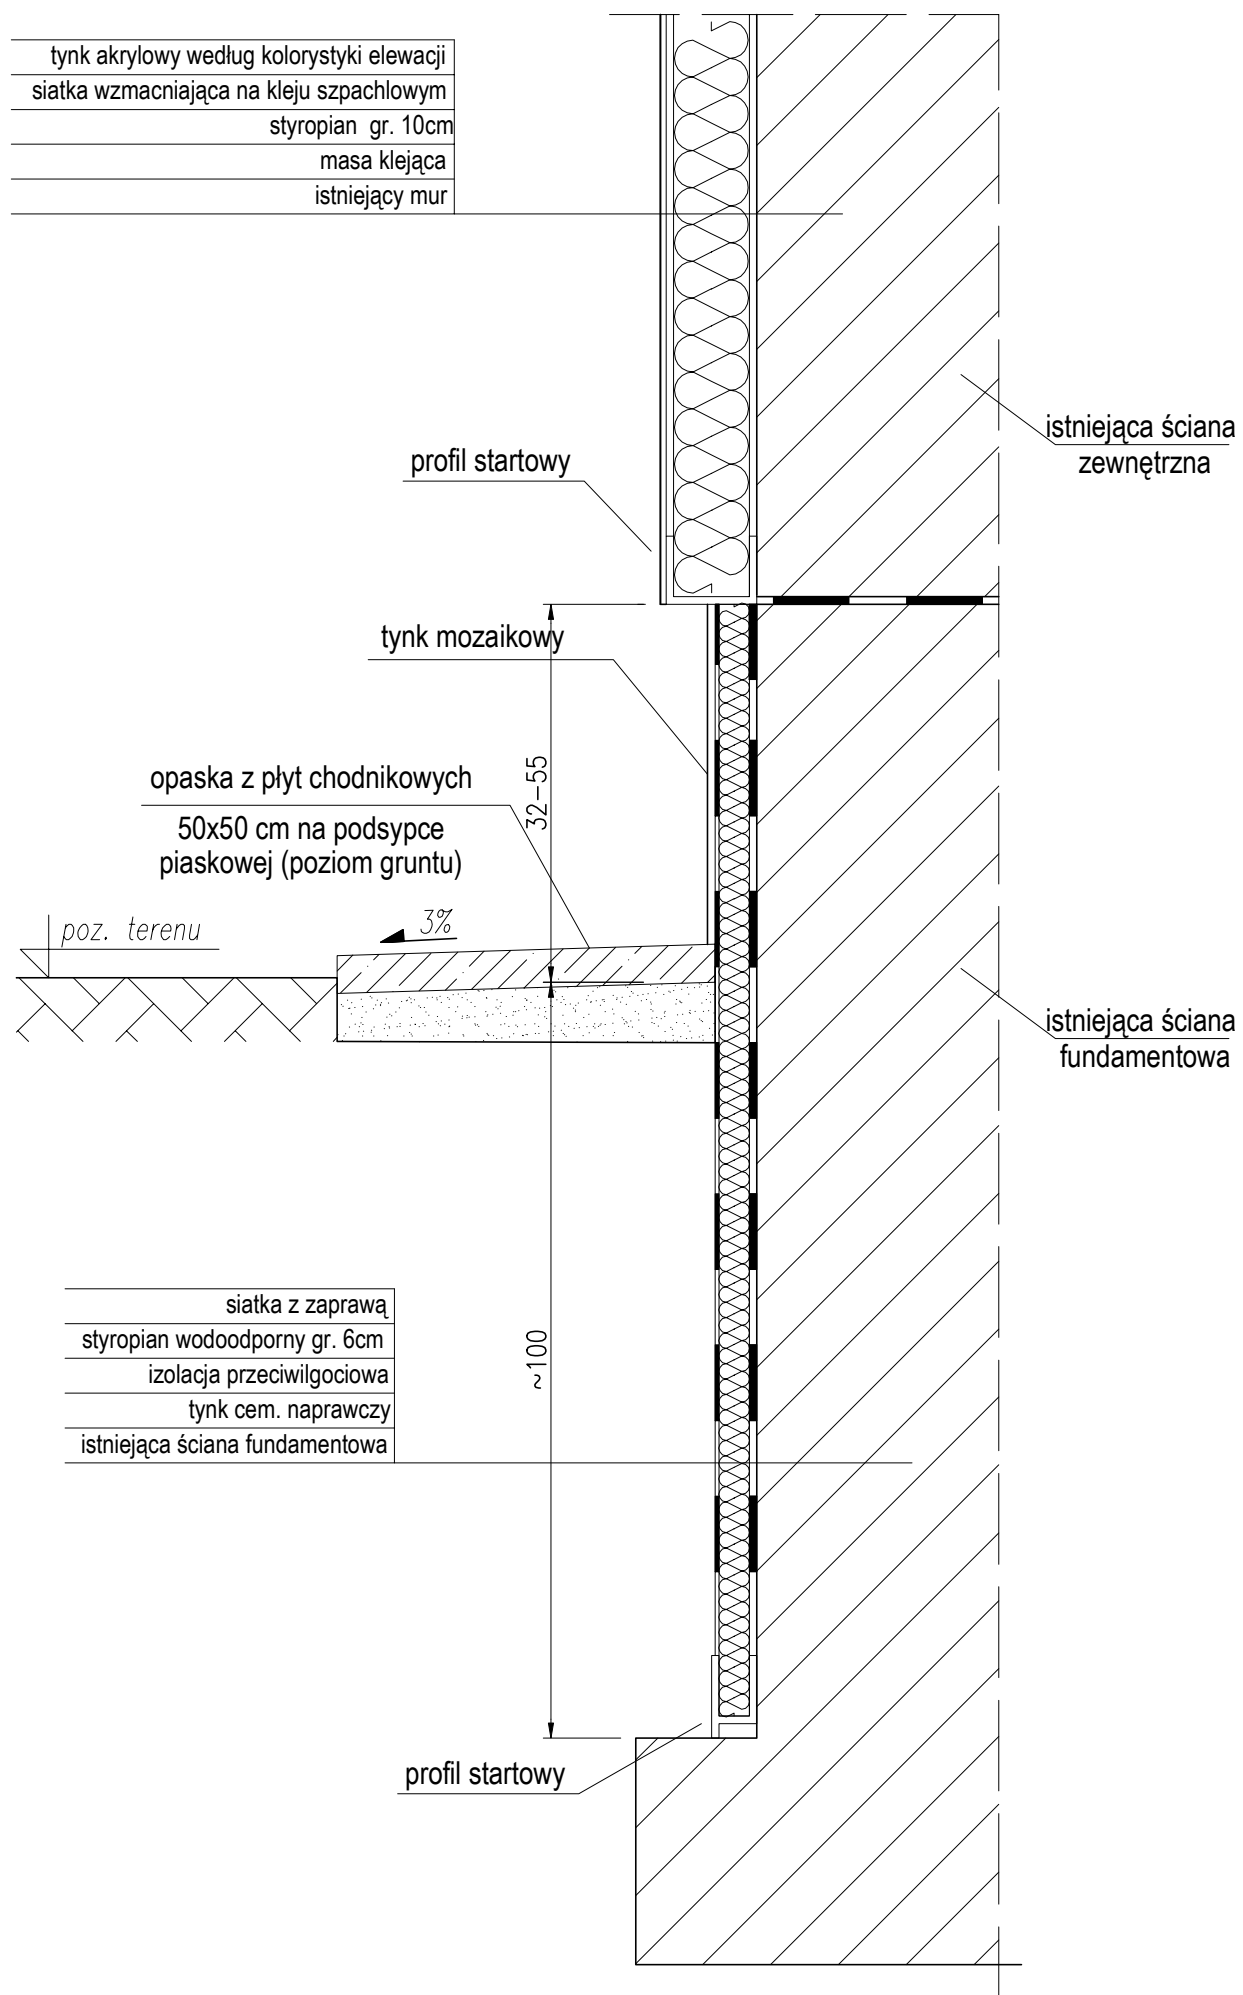 tynk akrylowy według kolorystyki elewacji
siatka wzmacniająca na kleju szpachlowym
styropian gr. 10cm
masa klejąca
istniejący mur
istniejąca ściana
zewnętrzna
profil startowy
tynk mozaikowy
32-55
opaska z płyt chodnikowych
50x50 cm na podsypce
piaskowej (poziom gruntu)
poz. terenu
3%
istniejąca ściana
fundamentowa
siatka z zaprawą
styropian wodoodporny gr. 6cm
izolacja przeciwilgociowa
tynk cem. naprawczy
istniejąca ściana fundamentowa
~100
profil startowy